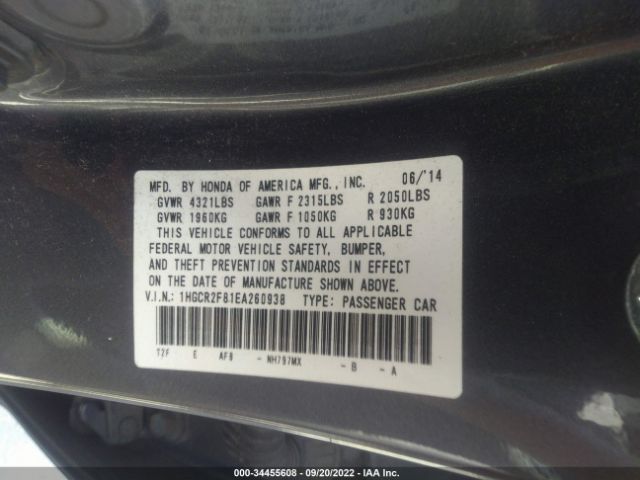 MFD. BY HONDA OF AMERICA MFG., INC. 06/'14
GVWR 4321LBS GAWR F 2315LBS R 2050LBS
GVWR 1960KG GAWR F 1050KG R 930KG
THIS VEHICLE CONFORMS TO ALL APPLICABLE
FEDERAL MOTOR VEHICLE SAFETY, BUMPER,
AND THEFT PREVENTION STANDARDS IN EFFECT
ON THE DATE OF MANUFACTURE SHOWN ABOVE.
V.I.N.: 1HGCR2F81EA260938 TYPE: PASSENGER CAR
T2F E AF8 - NH797MX - B - A
000-34455608 - 09/20/2022 - IAA Inc.